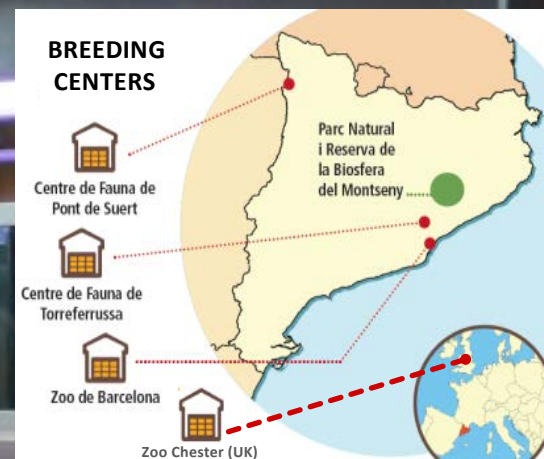 BREEDING
CENTERS
Parc Natural
i Reserva de
la Biosfera
del Montseny
Centre de Fauna de
Pont de Suert
Centre de Fauna de
Torreferrussa
Zoo de Barcelona
Zoo Chester (UK)